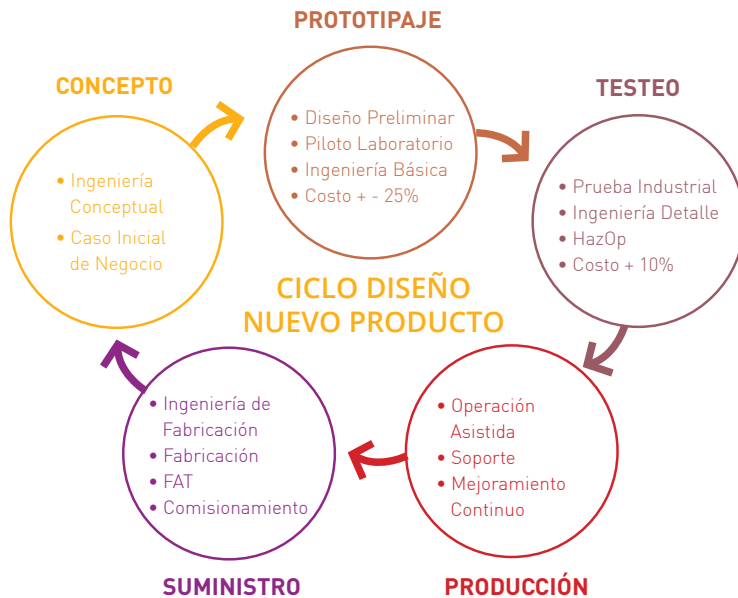 PROTOTIPAJE
• Diseño Preliminar
• Piloto Laboratorio
• Ingeniería Básica
• Costo + - 25%
CONCEPTO
• Ingeniería
Conceptual
• Caso Inicial
de Negocio
TESTEO
• Prueba Industrial
• Ingeniería Detalle
• HazOp
• Costo + 10%
CICLO DISEÑO
NUEVO PRODUCTO
• Ingeniería de
Fabricación
• Fabricación
• FAT
• Comisionamiento
SUMINISTRO
• Operación
Asistida
• Soporte
• Mejoramiento
Continuo
PRODUCCIÓN